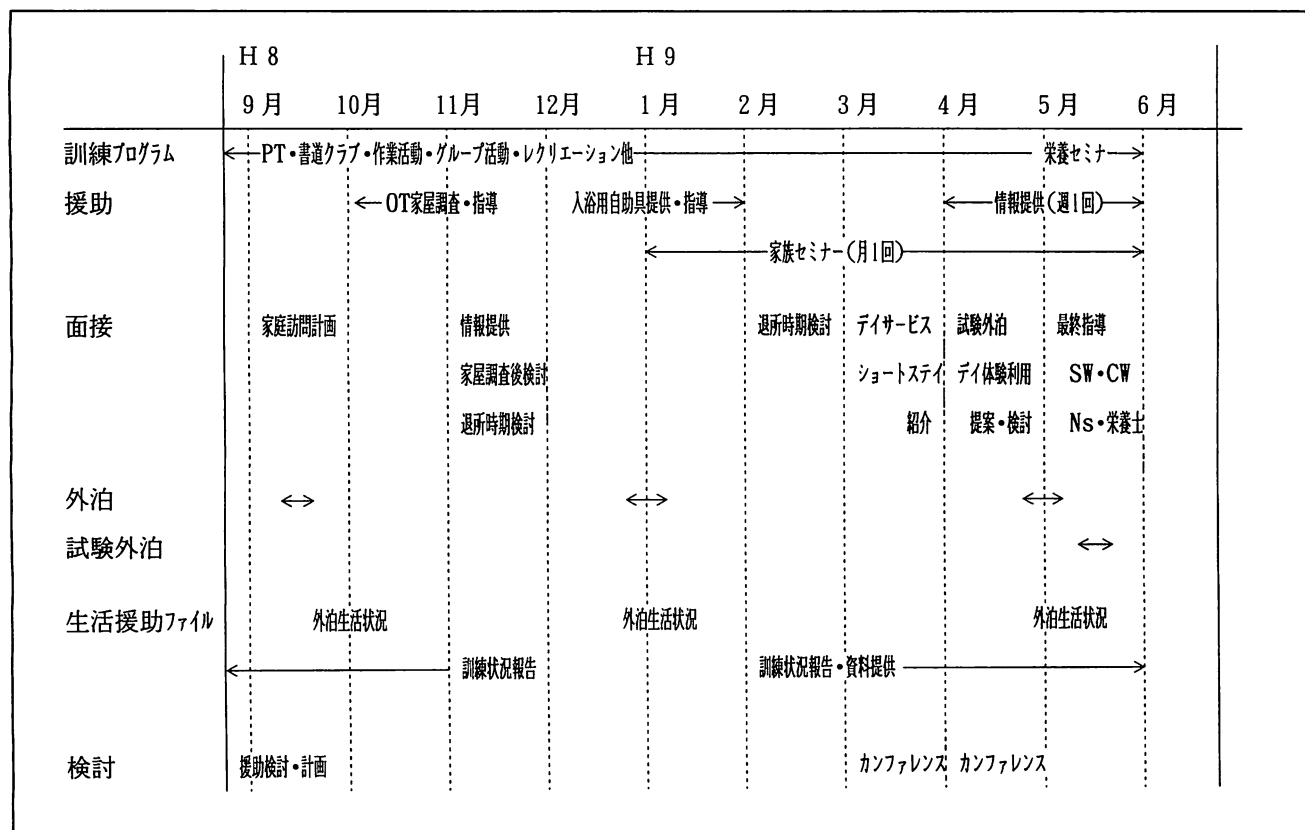 H8 H9
9月 10月 11月 12月 1月 2月 3月 4月 5月 6月
訓練プログラム PT・書道クラブ・作業活動・グループ活動・レクリエーション他 栄養セミナ
援助 OT家屋調査・指導 入浴用自助具提供・指導 情報提供(週1回)
家族セミナー(月1回)
面接 家庭訪問計画 情報提供 退所時期検討 デイサービス 試験外泊 最終指導
家屋調査後検討 ショートステイ デイ体験利用 SW・CW
退所時期検討 紹介 提案・検討 Ns・栄養士
外泊
試験外泊
生活援助ファイル 外泊生活状況 外泊生活状況 外泊生活状況
訓練状況報告 訓練状況報告・資料提供
検討 援助検討・計画 カンファレンス カンファレンス